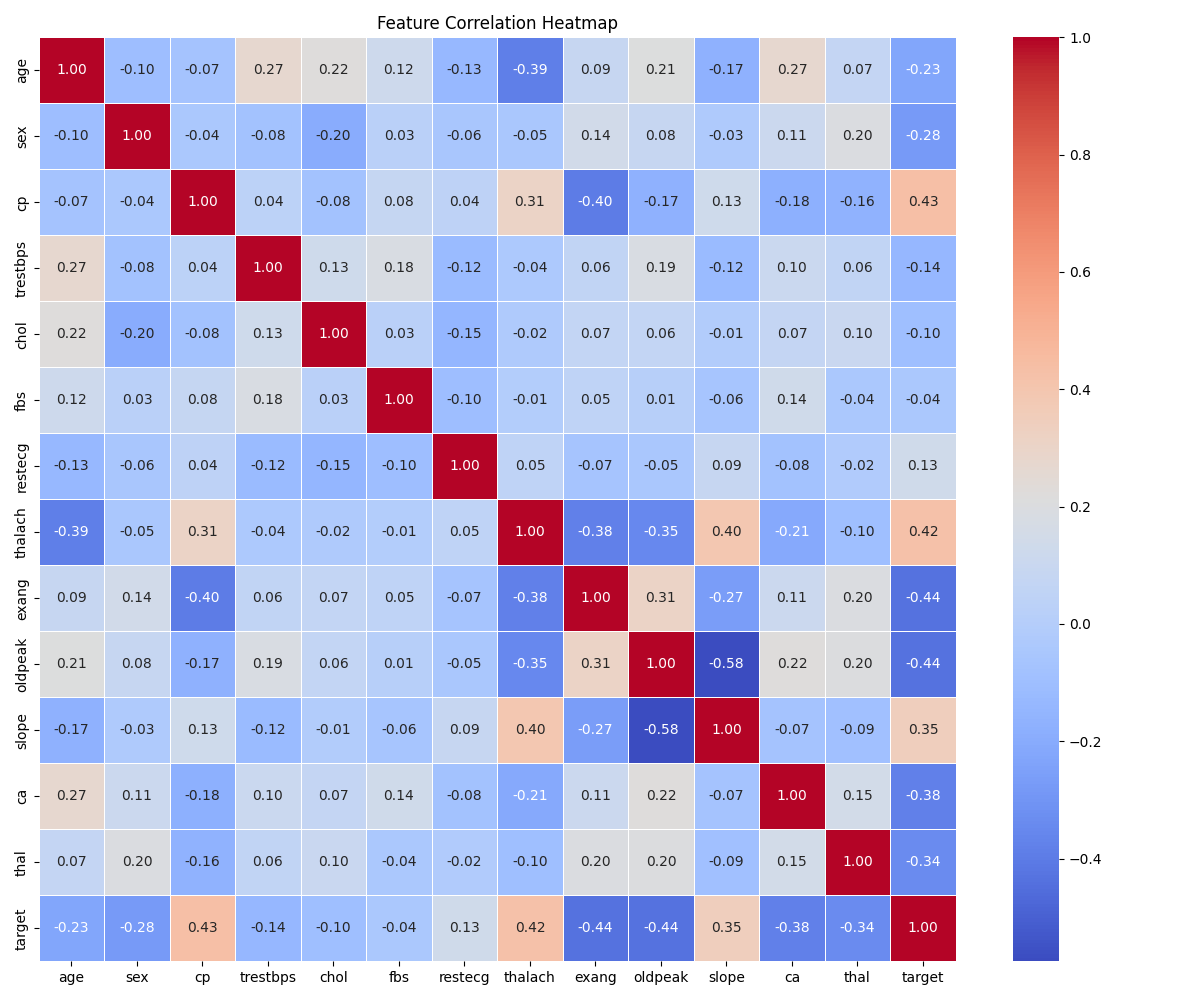 Feature Correlation Heatmap
age 1.00 -0.10 -0.07 0.27 0.22 0.12 -0.13 -0.39 0.09 0.21 -0.17 0.27 0.07 -0.23
sex -0.10 1.00 -0.04 -0.08 -0.20 0.03 -0.06 -0.05 0.14 0.08 -0.03 0.11 0.20 -0.28
cp -0.07 -0.04 1.00 0.04 -0.08 0.08 0.04 0.31 -0.40 -0.17 0.13 -0.18 -0.16 0.43
trestbps 0.27 -0.08 0.04 1.00 0.13 0.18 -0.12 -0.04 0.06 0.19 -0.12 0.10 0.06 -0.14
chol 0.22 -0.20 -0.08 0.13 1.00 0.03 -0.15 -0.02 0.07 0.06 -0.01 0.07 0.10 -0.10
fbs 0.12 0.03 0.08 0.18 0.03 1.00 -0.10 -0.01 0.05 0.01 -0.06 0.14 -0.04 -0.04
restecg -0.13 -0.06 0.04 -0.12 -0.15 -0.10 1.00 0.05 -0.07 -0.05 0.09 -0.08 -0.02 0.13
thalach -0.39 -0.05 0.31 -0.04 -0.02 -0.01 0.05 1.00 -0.38 -0.35 0.40 -0.21 -0.10 0.42
exang 0.09 0.14 -0.40 0.06 0.07 0.05 -0.07 -0.38 1.00 0.31 -0.27 0.11 0.20 -0.44
oldpeak 0.21 0.08 -0.17 0.19 0.06 0.01 -0.05 -0.35 0.31 1.00 -0.58 0.22 0.20 -0.44
slope -0.17 -0.03 0.13 -0.12 -0.01 -0.06 0.09 0.40 -0.27 -0.58 1.00 -0.07 -0.09 0.35
ca 0.27 0.11 -0.18 0.10 0.07 0.14 -0.08 -0.21 0.11 0.22 -0.07 1.00 0.15 -0.38
thal 0.07 0.20 -0.16 0.06 0.10 -0.04 -0.02 -0.10 0.20 0.20 -0.09 0.15 1.00 -0.34
target -0.23 -0.28 0.43 -0.14 -0.10 -0.04 0.13 0.42 -0.44 -0.44 0.35 -0.38 -0.34 1.00
age sex cp trestbps chol fbs restecg thalach exang oldpeak slope ca thal target
1.0
0.8
0.6
0.4
0.2
0.0
−0.2
−0.4